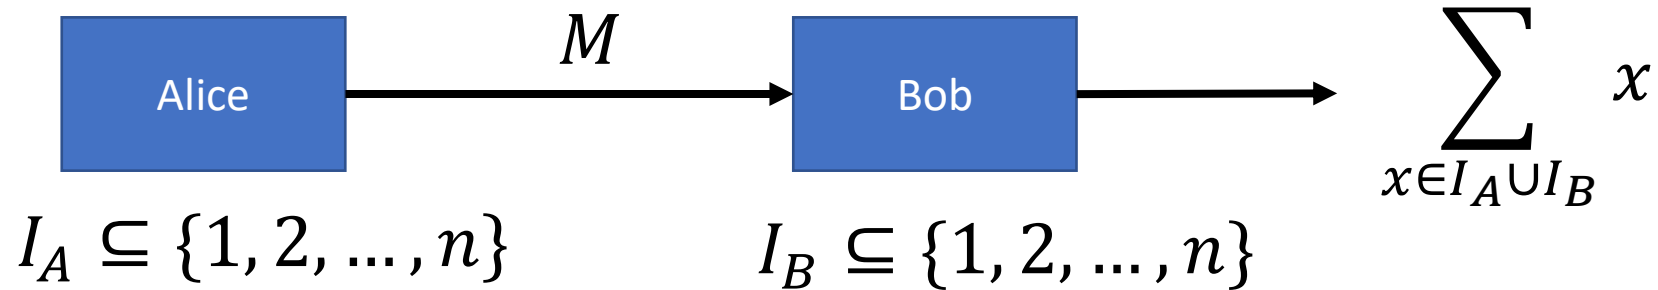 Alice
M
Bob
∑ x
x∈I_A∪I_B
I_A ⊆ {1, 2, … , n}
I_B ⊆ {1, 2, … , n}